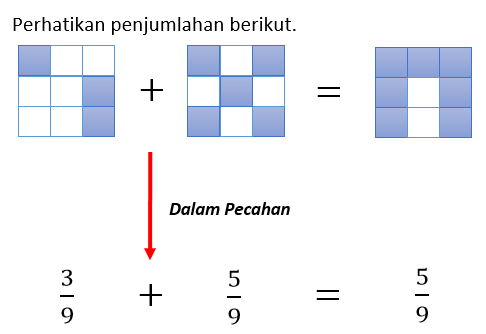 Perhatikan penjumlahan berikut.
+ =
Dalam Pecahan
3/9 + 5/9 = 5/9